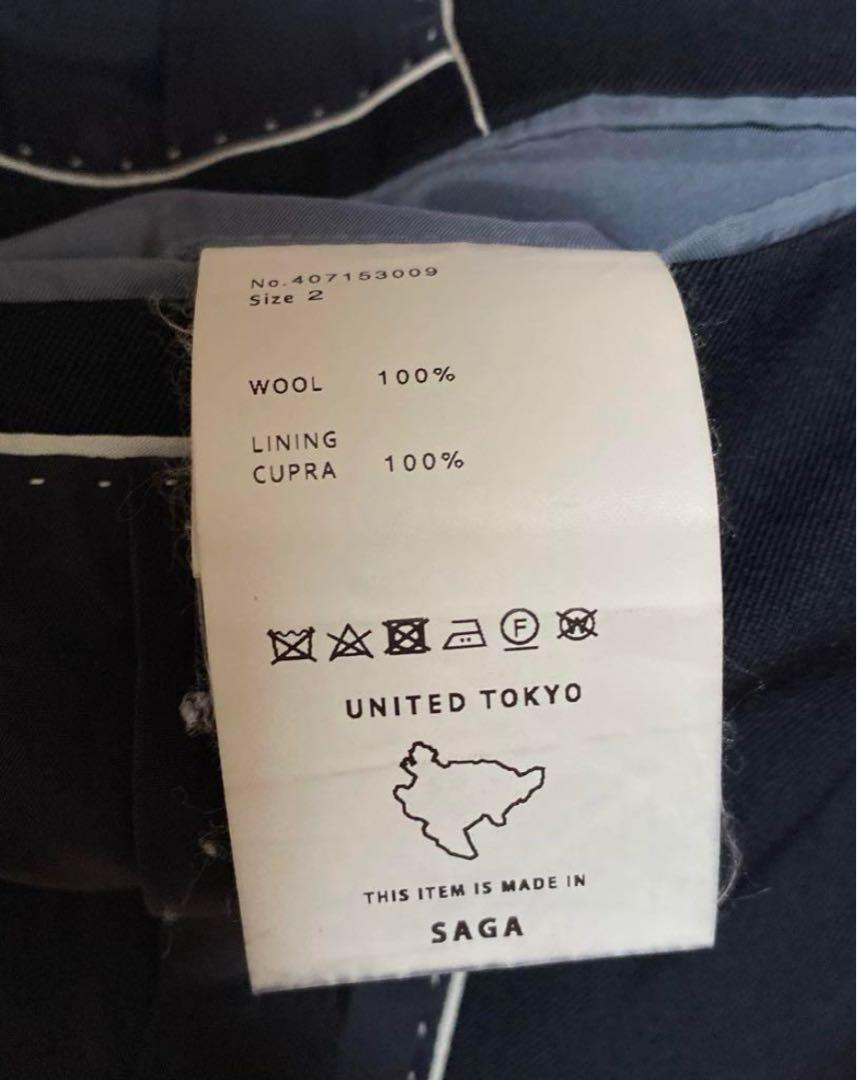 No.407153009
Size 2
WOOL 100%
LINING
CUPRA 100%
F
W
UNITED TOKYO
THIS ITEM IS MADE IN
SAGA